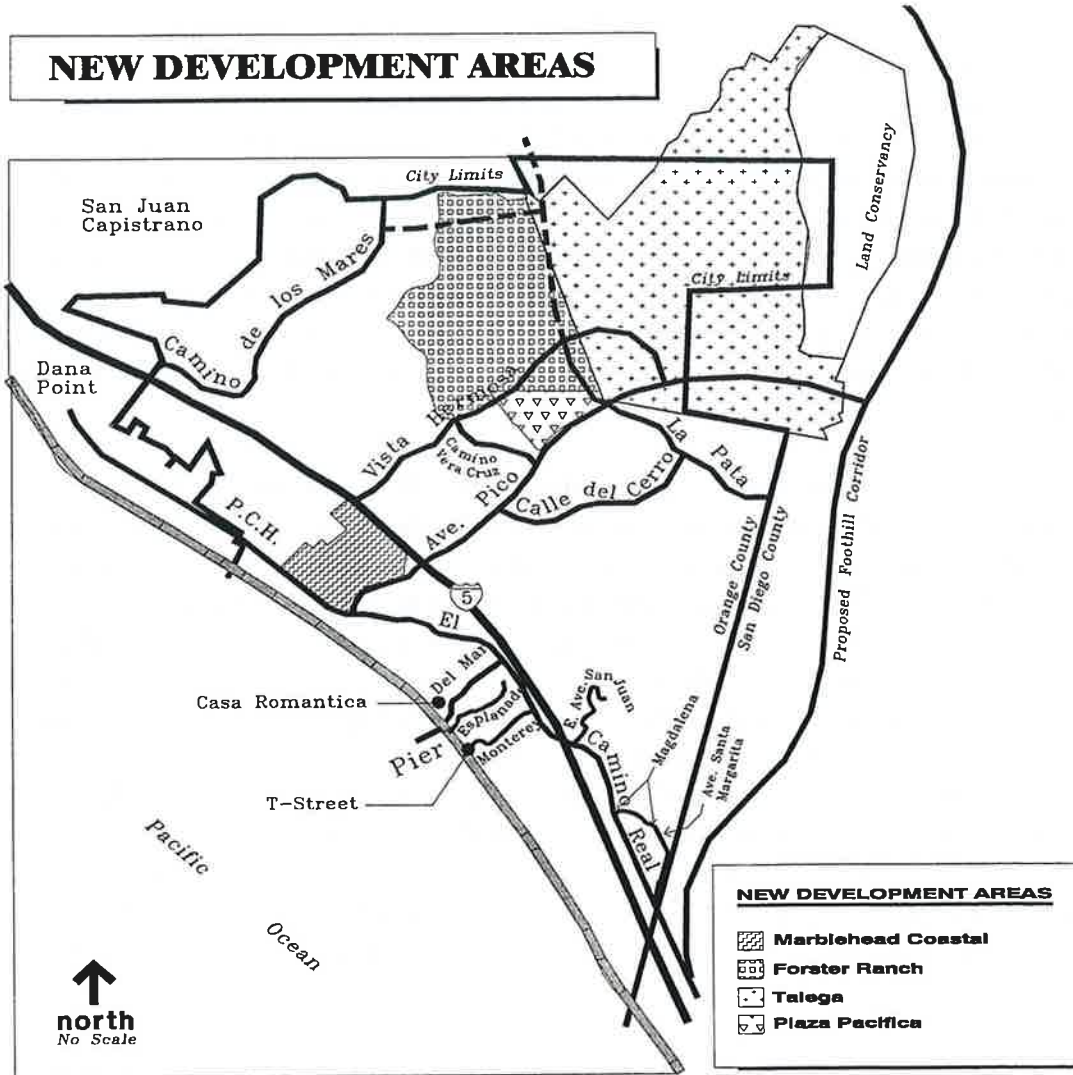 NEW DEVELOPMENT AREAS
City Limits
San Juan
Capistrano
Land Conservancy
City Limits
Camino de los Mares
Dana
Point
Vista Hermosa
Camino
Vera Cruz
La Pata
Ave. Pico
Calle del Cerro
P.C.H.
Orange County
San Diego County
Proposed Foothill Corridor
5
El Camino Real
Del Mar
Casa Romantica
E. Ave. San Juan
Esplanade
Pier
Monterey
Magdalena
Ave. Santa
Margarita
T-Street
Pacific
Ocean
north
No Scale
NEW DEVELOPMENT AREAS
Marblehead Coastal
Forster Ranch
Talega
Plaza Pacifica